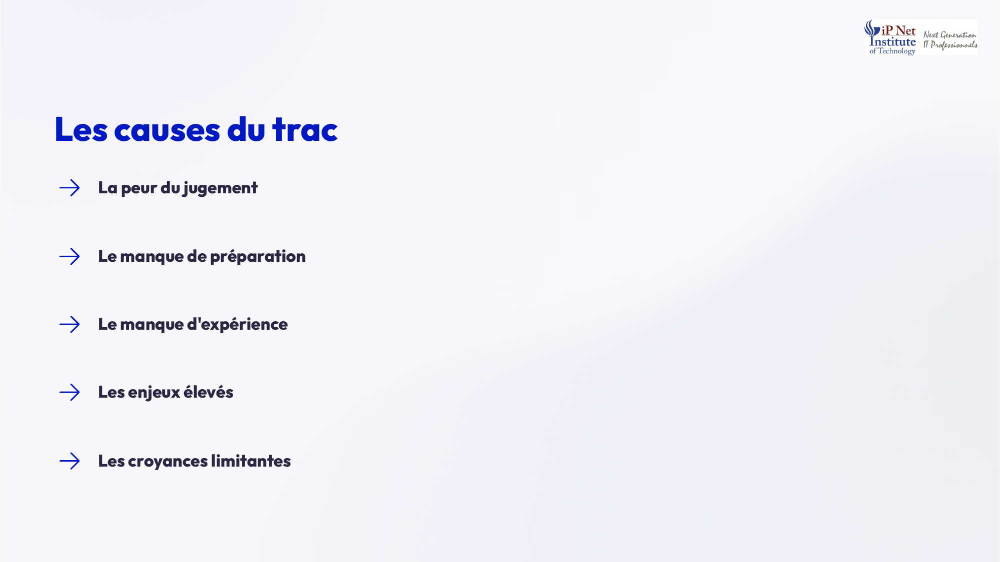 iP Net
Institute
of Technology
Next Generation
IT Professionnels
Les causes du trac
La peur du jugement
Le manque de préparation
Le manque d'expérience
Les enjeux élevés
Les croyances limitantes